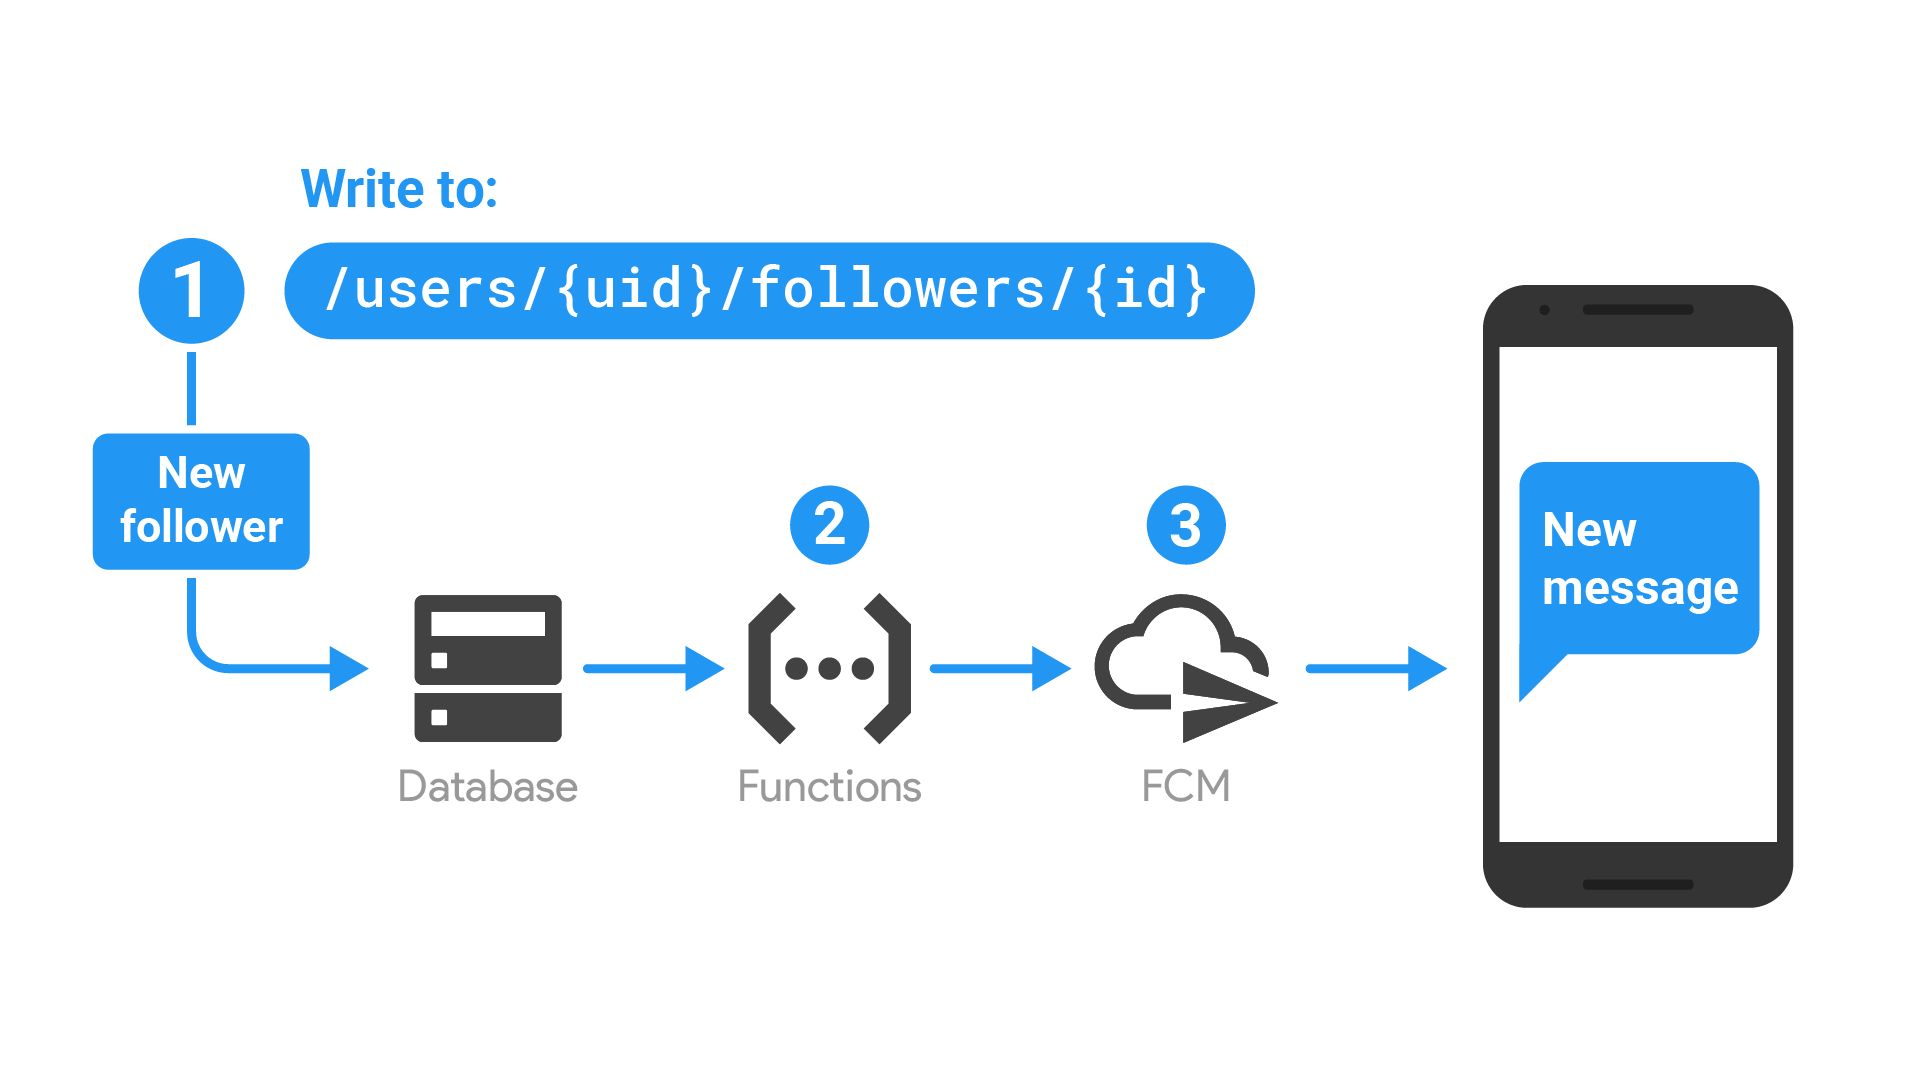 Write to:
1
/users/{uid}/followers/{id}
New
follower
2
3
Database
Functions
FCM
New
message